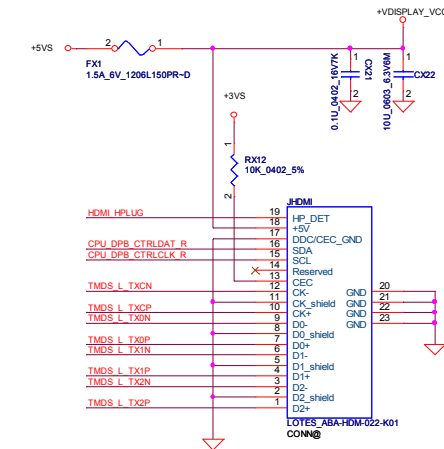 +VDISPLAY_VCC
+5VS
2
1
FX1
1.5A_6V_1206L150PR~D
1
2
CX21
0.1U_0402_16V7K
1
2
CX22
10U_0603_6.3V6M
+3VS
1
2
RX12
10K_0402_5%
JHDMI
HDMI_HPLUG 19 HP_DET
18 +5V
17 DDC/CEC_GND
CPU_DPB_CTRLDAT_R 16 SDA
CPU_DPB_CTRLCLK_R 15 SCL
14 Reserved
13 CEC
TMDS_L_TXCN 12 CK-
11 CK_shield
TMDS_L_TXCP 10 CK+
TMDS_L_TX0N 9 D0-
8 D0_shield
TMDS_L_TX0P 7 D0+
TMDS_L_TX1N 6 D1-
5 D1_shield
TMDS_L_TX1P 4 D1+
TMDS_L_TX2N 3 D2-
2 D2_shield
TMDS_L_TX2P 1 D2+
GND 20
GND 21
GND 22
GND 23
LOTES_ABA-HDM-022-K01
CONN@